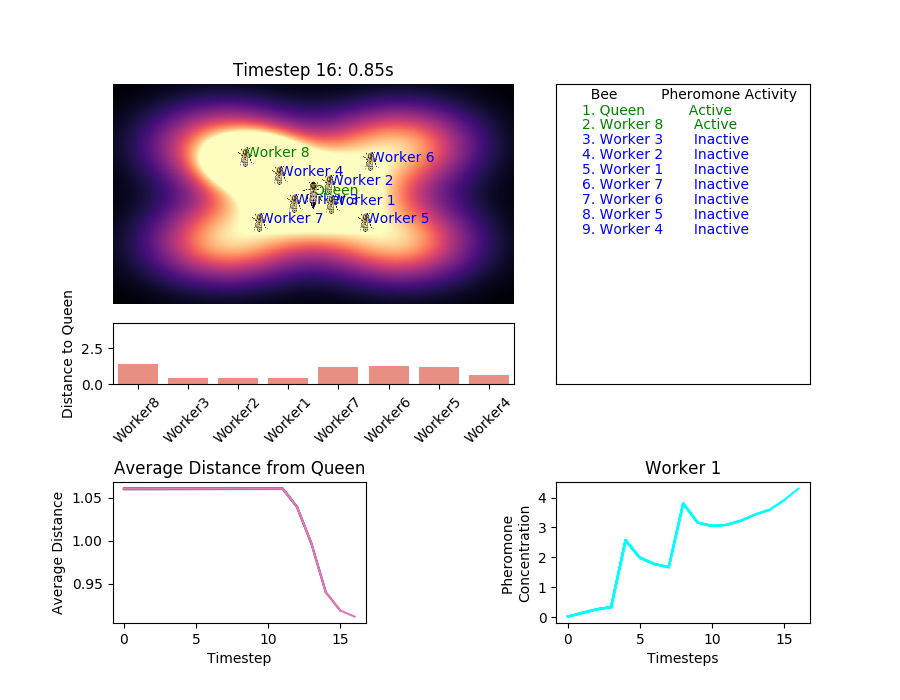 Timestep 16: 0.85s
Worker 8
Worker 6
Worker 4
Worker 2
Queen
Worker 1
Worker 7
Worker 5
Bee Pheromone Activity
1. Queen Active
2. Worker 8 Active
3. Worker 3 Inactive
4. Worker 2 Inactive
5. Worker 1 Inactive
6. Worker 7 Inactive
7. Worker 6 Inactive
8. Worker 5 Inactive
9. Worker 4 Inactive
Distance to Queen
2.5
0.0
Worker8
Worker3
Worker2
Worker1
Worker7
Worker6
Worker5
Worker4
Average Distance from Queen
Average Distance
1.05
1.00
0.95
0 5 10 15
Timestep
Worker 1
Pheromone
Concentration
4
3
2
1
0
0 5 10 15
Timesteps